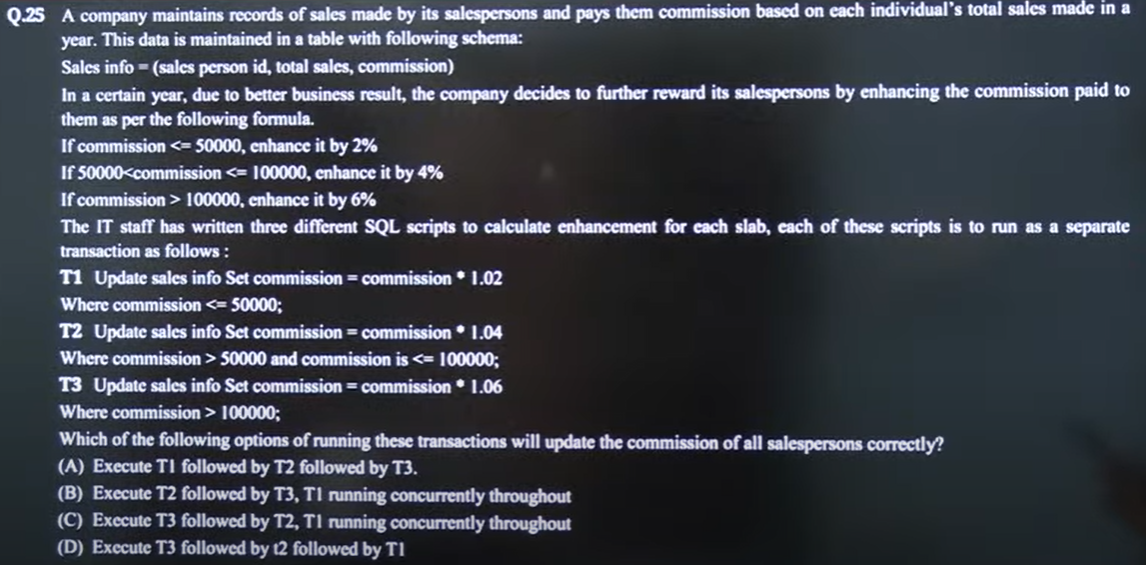 Q.25 A company maintains records of sales made by its salespersons and pays them commission based on each individual's total sales made in a
year. This data is maintained in a table with following schema:
Sales info = (sales person id, total sales, commission)
In a certain year, due to better business result, the company decides to further reward its salespersons by enhancing the commission paid to
them as per the following formula.
If commission <= 50000, enhance it by 2%
If 50000<commission <= 100000, enhance it by 4%
If commission > 100000, enhance it by 6%
The IT staff has written three different SQL scripts to calculate enhancement for each slab, each of these scripts is to run as a separate
transaction as follows :
T1 Update sales info Set commission = commission * 1.02
Where commission <= 50000;
T2 Update sales info Set commission = commission * 1.04
Where commission > 50000 and commission is <= 100000;
T3 Update sales info Set commission = commission * 1.06
Where commission > 100000;
Which of the following options of running these transactions will update the commission of all salespersons correctly?
(A) Execute T1 followed by T2 followed by T3.
(B) Execute T2 followed by T3, T1 running concurrently throughout
(C) Execute T3 followed by T2, T1 running concurrently throughout
(D) Execute T3 followed by t2 followed by T1